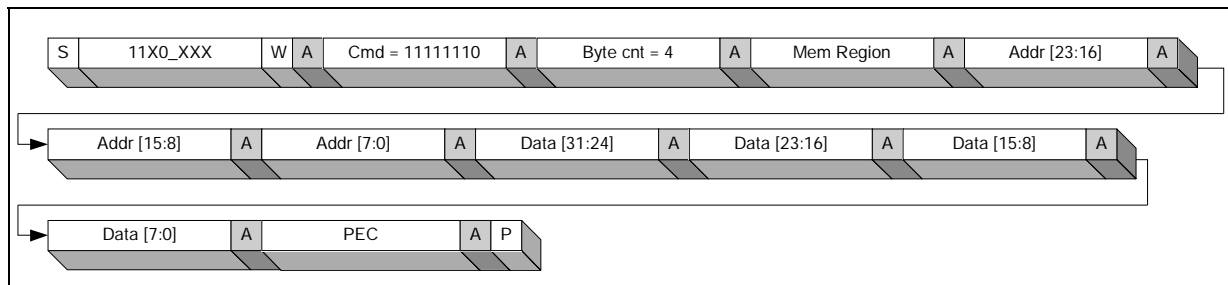 S 11X0_XXX W A Cmd = 11111110 A Byte cnt = 4 A Mem Region A Addr [23:16] A
Addr [15:8] A Addr [7:0] A Data [31:24] A Data [23:16] A Data [15:8] A
Data [7:0] A PEC A P